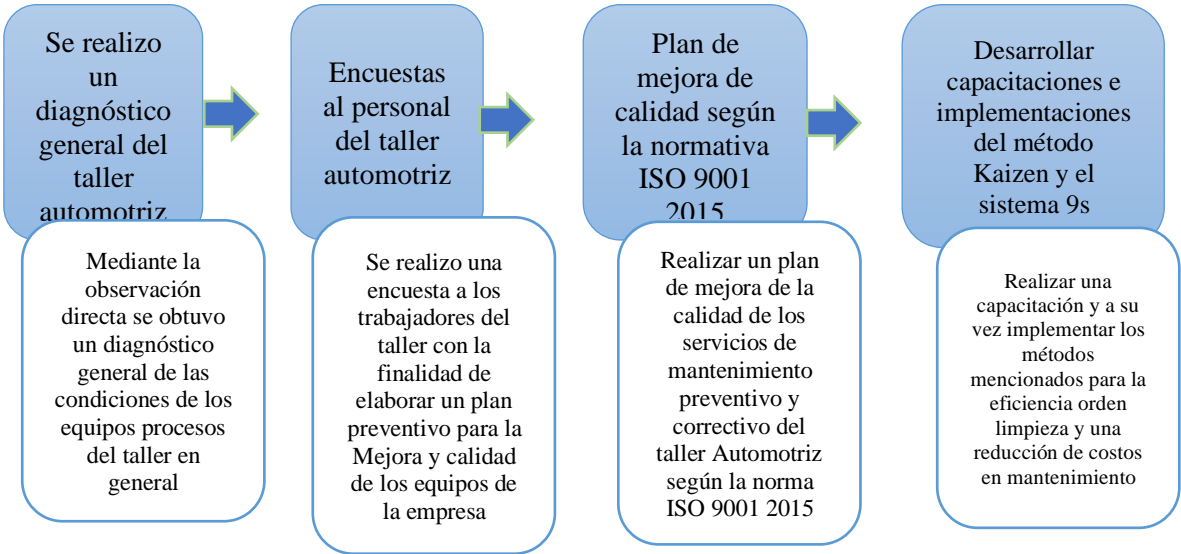 Se realizo
un
diagnóstico
general del
taller
automotriz
Mediante la
observación
directa se obtuvo
un diagnóstico
general de las
condiciones de los
equipos procesos
del taller en
general
Encuestas
al personal
del taller
automotriz
Se realizo una
encuesta a los
trabajadores del
taller con la
finalidad de
elaborar un plan
preventivo para la
Mejora y calidad
de los equipos de
la empresa
Plan de
mejora de
calidad según
la normativa
ISO 9001
2015
Realizar un plan
de mejora de la
calidad de los
servicios de
mantenimiento
preventivo y
correctivo del
taller Automotriz
según la norma
ISO 9001 2015
Desarrollar
capacitaciones e
implementaciones
del método
Kaizen y el
sistema 9s
Realizar una
capacitación y a su
vez implementar los
métodos
mencionados para la
eficiencia orden
limpieza y una
reducción de costos
en mantenimiento